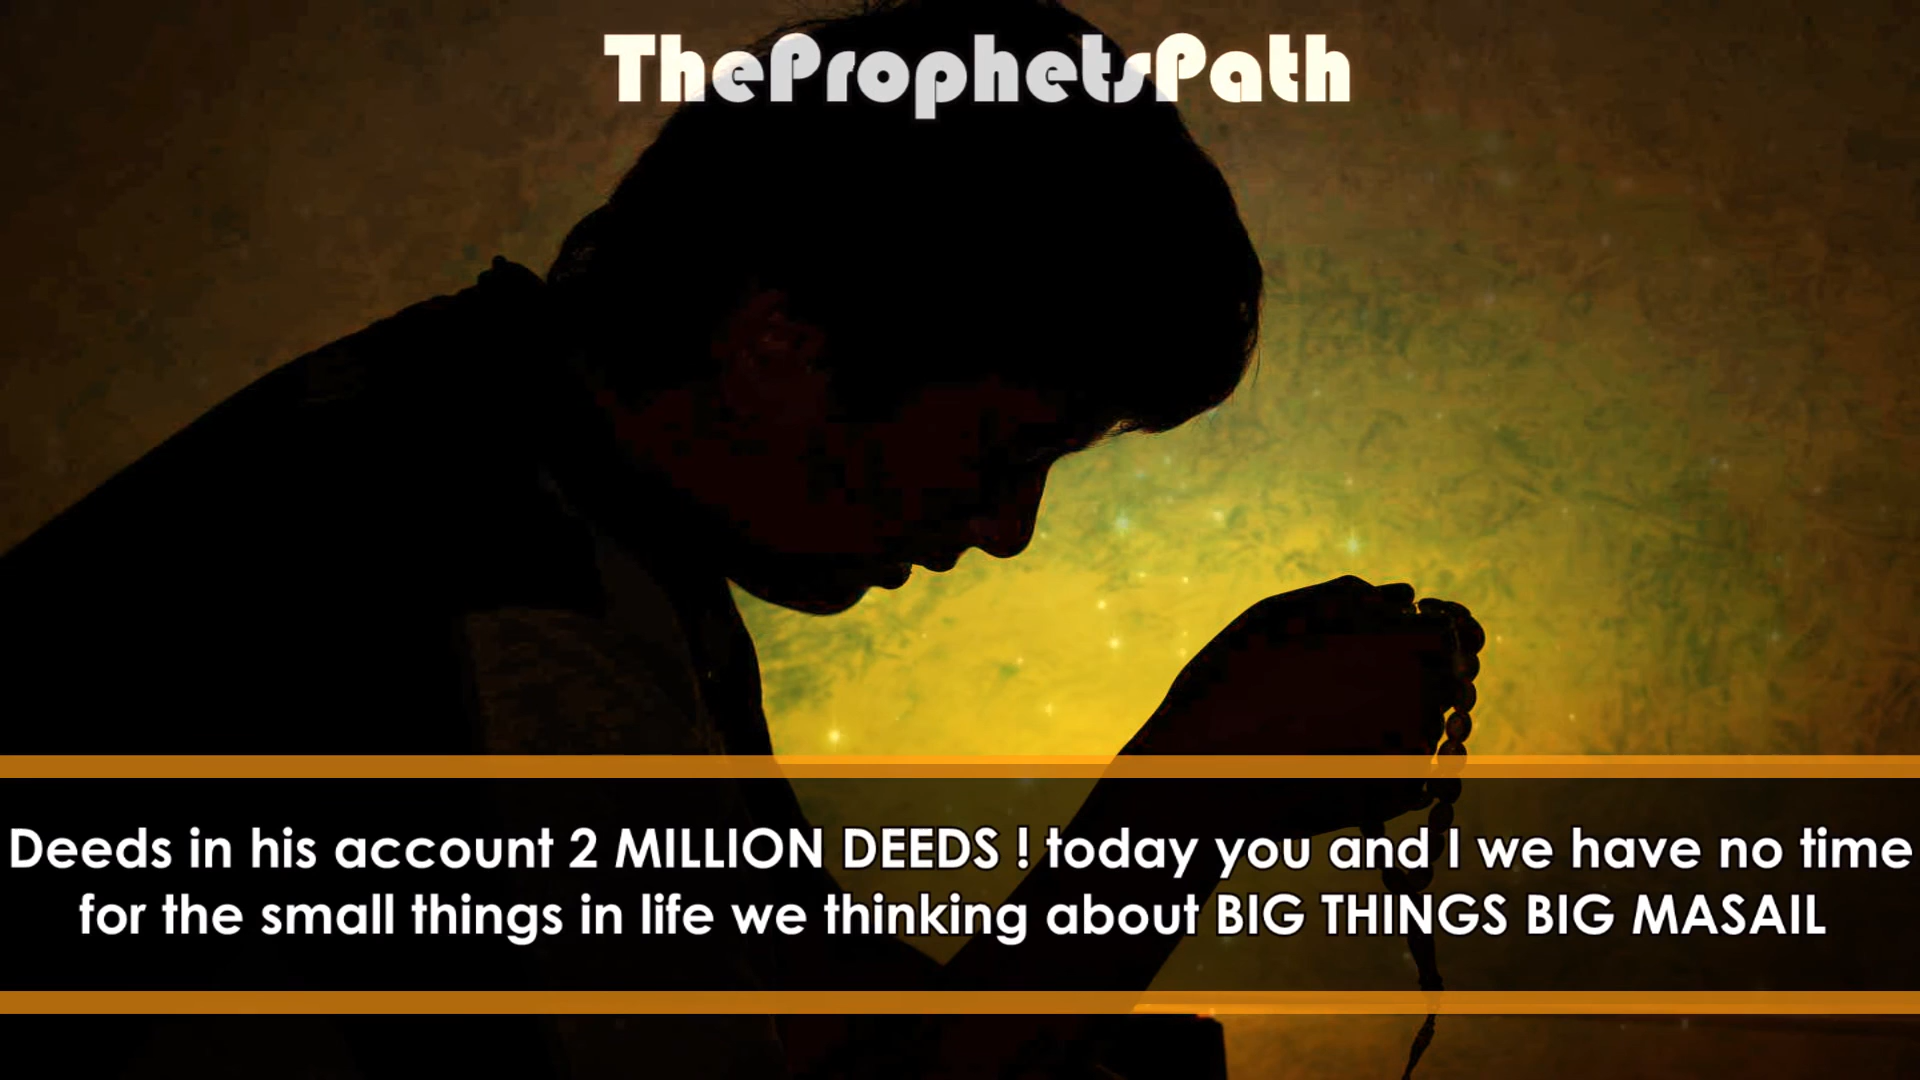 TheProphetsPath
Deeds in his account 2 MILLION DEEDS ! today you and I we have no time
for the small things in life we thinking about BIG THINGS BIG MASAIL